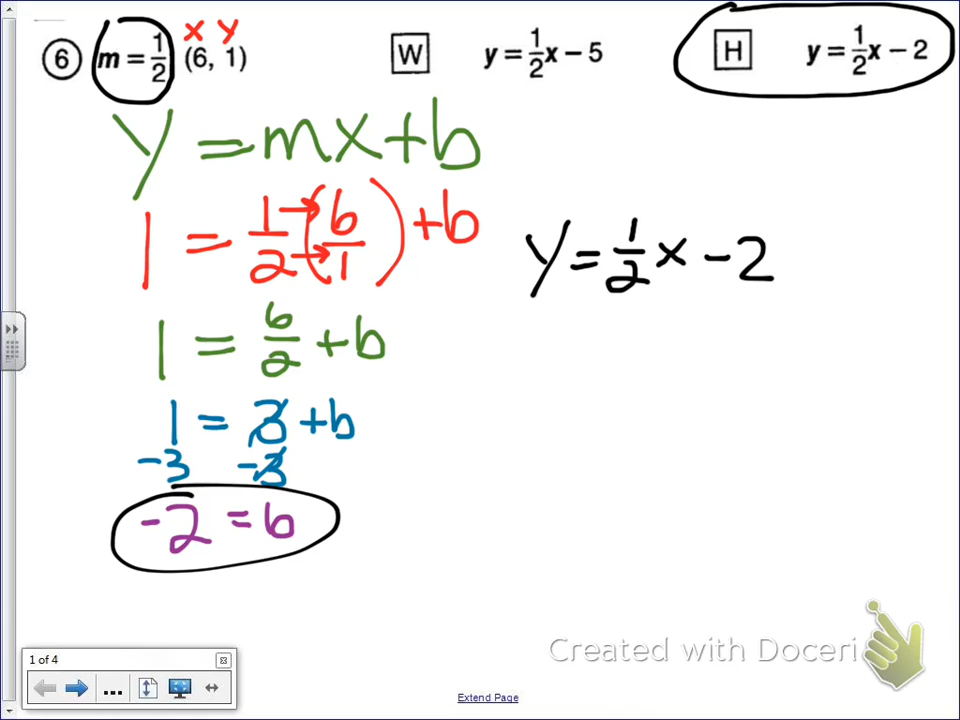 x y
6 m = 1/2 (6, 1) W y = 1/2x − 5 H y = 1/2x − 2
y = mx + b
1 = 1/2 (6/1) + b
y = 1/2 x − 2
1 = 6/2 + b
1 = 3 + b
−3 −3
−2 = b
Created with Doceri
1 of 4
...
Extend Page